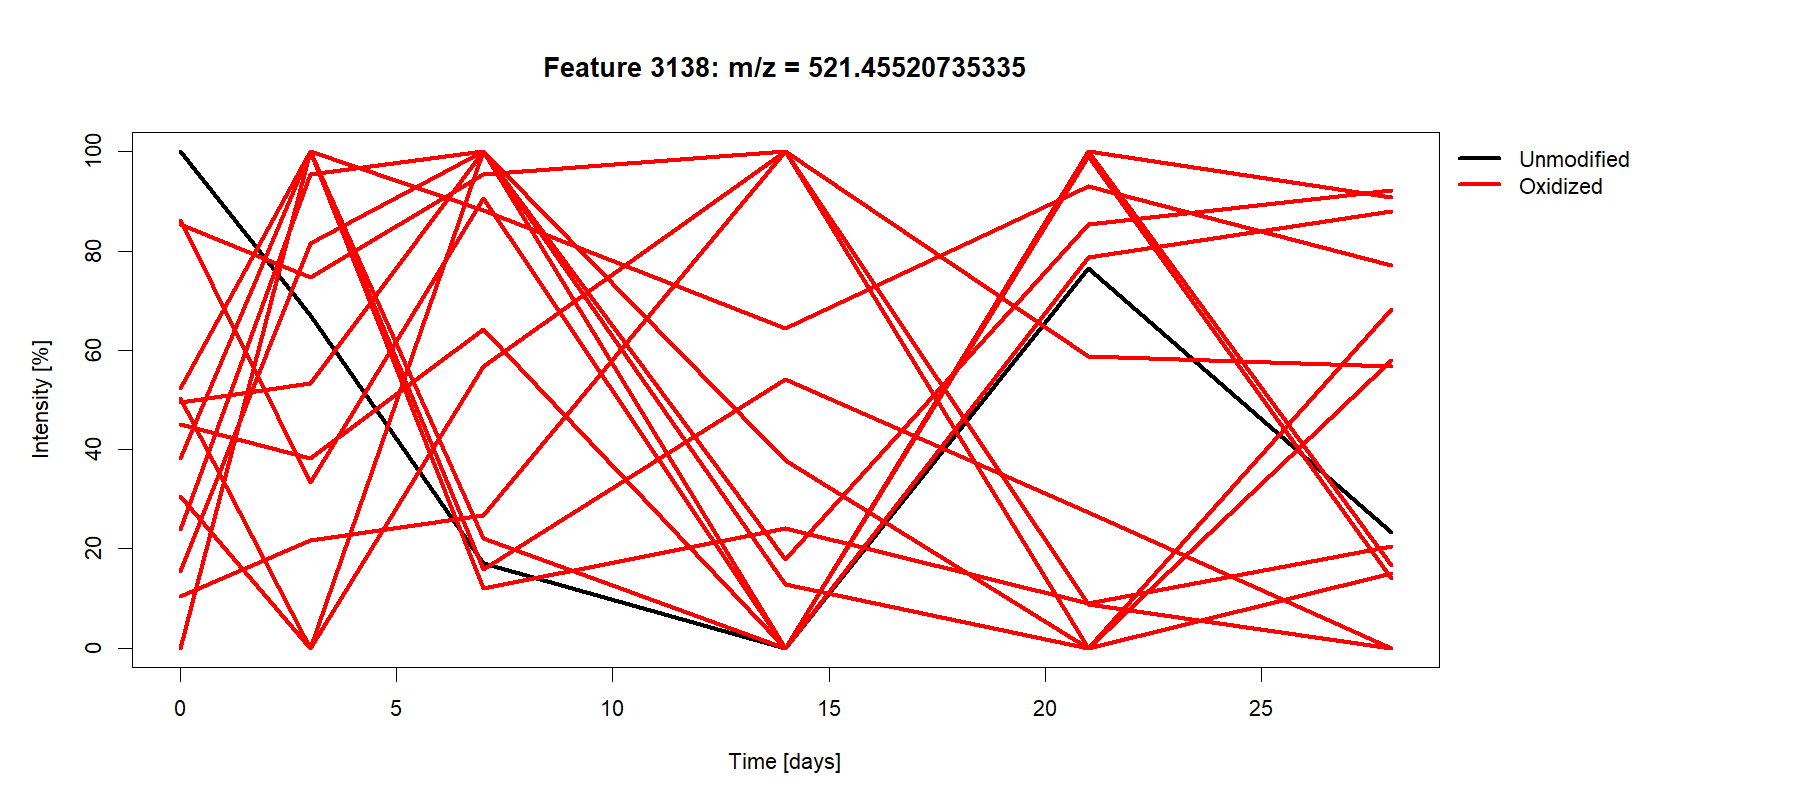 Feature 3138: m/z = 521.45520735335
Unmodified
Oxidized
Intensity [%]
100
80
60
40
20
0
0 5 10 15 20 25
Time [days]